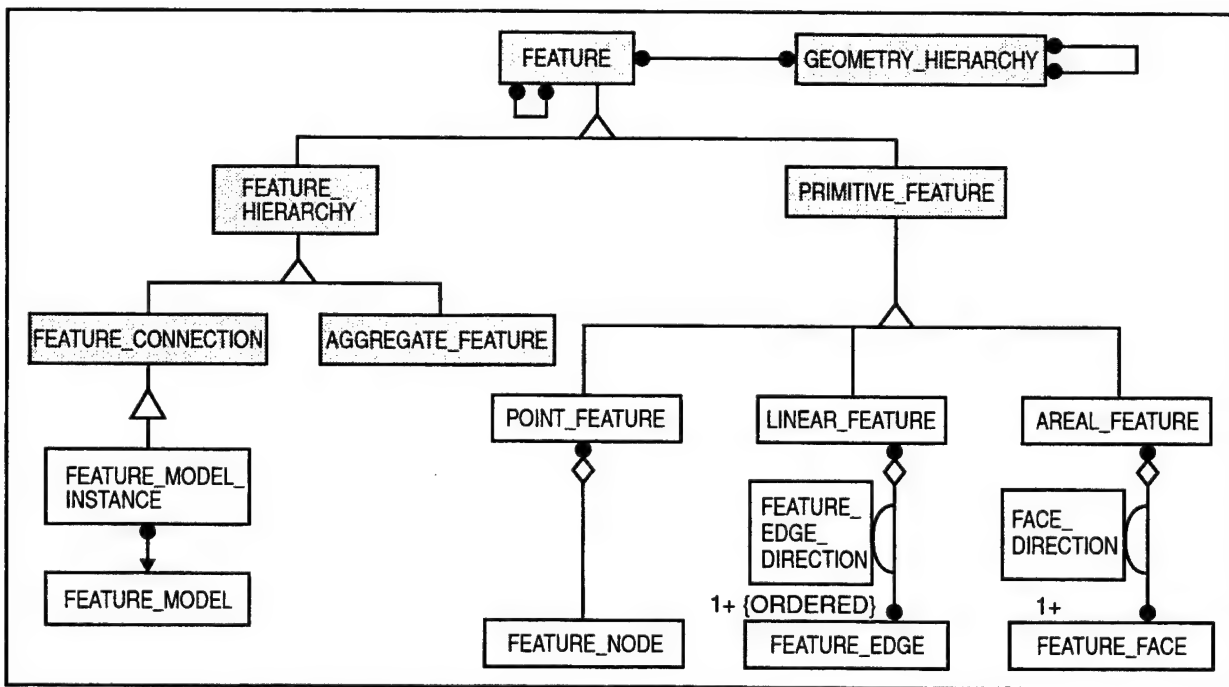 FEATURE
GEOMETRY_HIERARCHY
FEATURE_
HIERARCHY
PRIMITIVE_FEATURE
FEATURE_CONNECTION
AGGREGATE_FEATURE
POINT_FEATURE
LINEAR_FEATURE
AREAL_FEATURE
FEATURE_MODEL_
INSTANCE
FEATURE_
EDGE_
DIRECTION
FACE_
DIRECTION
FEATURE_MODEL
1+ {ORDERED}
1+
FEATURE_NODE
FEATURE_EDGE
FEATURE_FACE